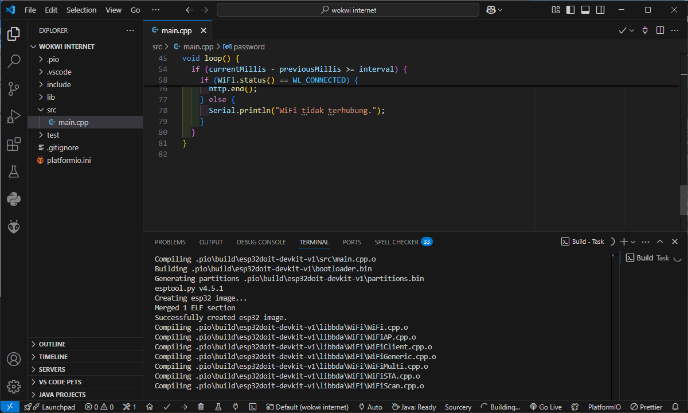 File Edit Selection View Go ...
wokwi internet
EXPLORER
WOKWI INTERNET
.pio
.vscode
include
lib
src
main.cpp
test
.gitignore
platformio.ini
OUTLINE
TIMELINE
SERVERS
VS CODE PETS
JAVA PROJECTS
main.cpp
src > main.cpp > password
45 void loop() {
54 if (currentMillis - previousMillis >= interval) {
58 if (WiFi.status() == WL_CONNECTED) {
76 http.end();
77 } else {
78 Serial.println("WiFi tidak terhubung.");
79 }
80 }
81 }
82
PROBLEMS OUTPUT DEBUG CONSOLE TERMINAL PORTS SPELL CHECKER 33
Build - Task
Compiling .pio\build\esp32doit-devkit-v1\src\main.cpp.o
Building .pio\build\esp32doit-devkit-v1\bootloader.bin
Generating partitions .pio\build\esp32doit-devkit-v1\partitions.bin
esptool.py v4.5.1
Creating esp32 image...
Merged 1 ELF section
Successfully created esp32 image.
Compiling .pio\build\esp32doit-devkit-v1\libbda\WiFi\WiFi.cpp.o
Compiling .pio\build\esp32doit-devkit-v1\libbda\WiFi\WiFiAP.cpp.o
Compiling .pio\build\esp32doit-devkit-v1\libbda\WiFi\WiFiClient.cpp.o
Compiling .pio\build\esp32doit-devkit-v1\libbda\WiFi\WiFiGeneric.cpp.o
Compiling .pio\build\esp32doit-devkit-v1\libbda\WiFi\WiFiMulti.cpp.o
Compiling .pio\build\esp32doit-devkit-v1\libbda\WiFi\WiFiSTA.cpp.o
Compiling .pio\build\esp32doit-devkit-v1\libbda\WiFi\WiFiScan.cpp.o
Build Task
Launchpad 0 0 1 Default (wokwi internet) Auto Java: Ready Sourcery Building... Go Live PlatformIO Prettier